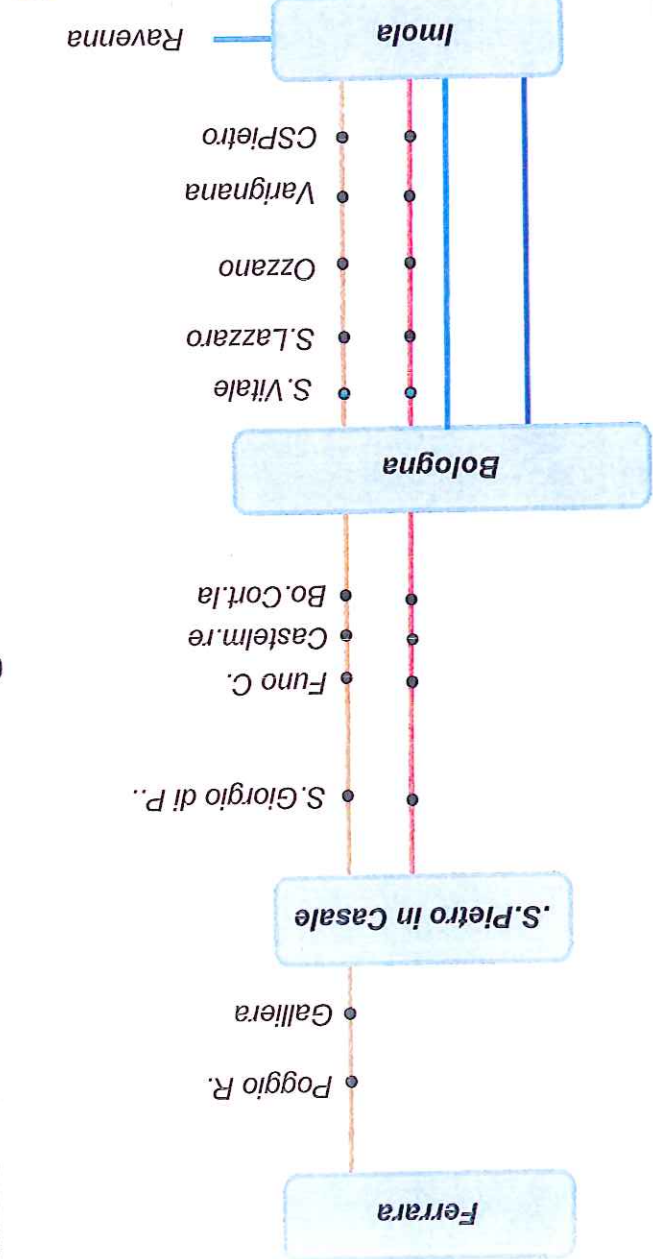 Ferrara
Poggio R.
Galliera
.S.Pietro in Casale
S.Giorgio di P..
Funo C.
Castelm.re
Bo.Cort.la
Bologna
S.Vitale
S.Lazzaro
Ozzano
Varignana
CSPietro
Imola
Ravenna